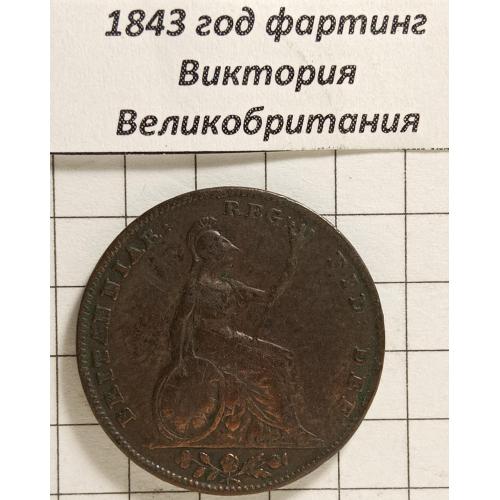 1843 год фартинг
Виктория
Великобритания
BRITANNIAR: REG: FID: DEF: